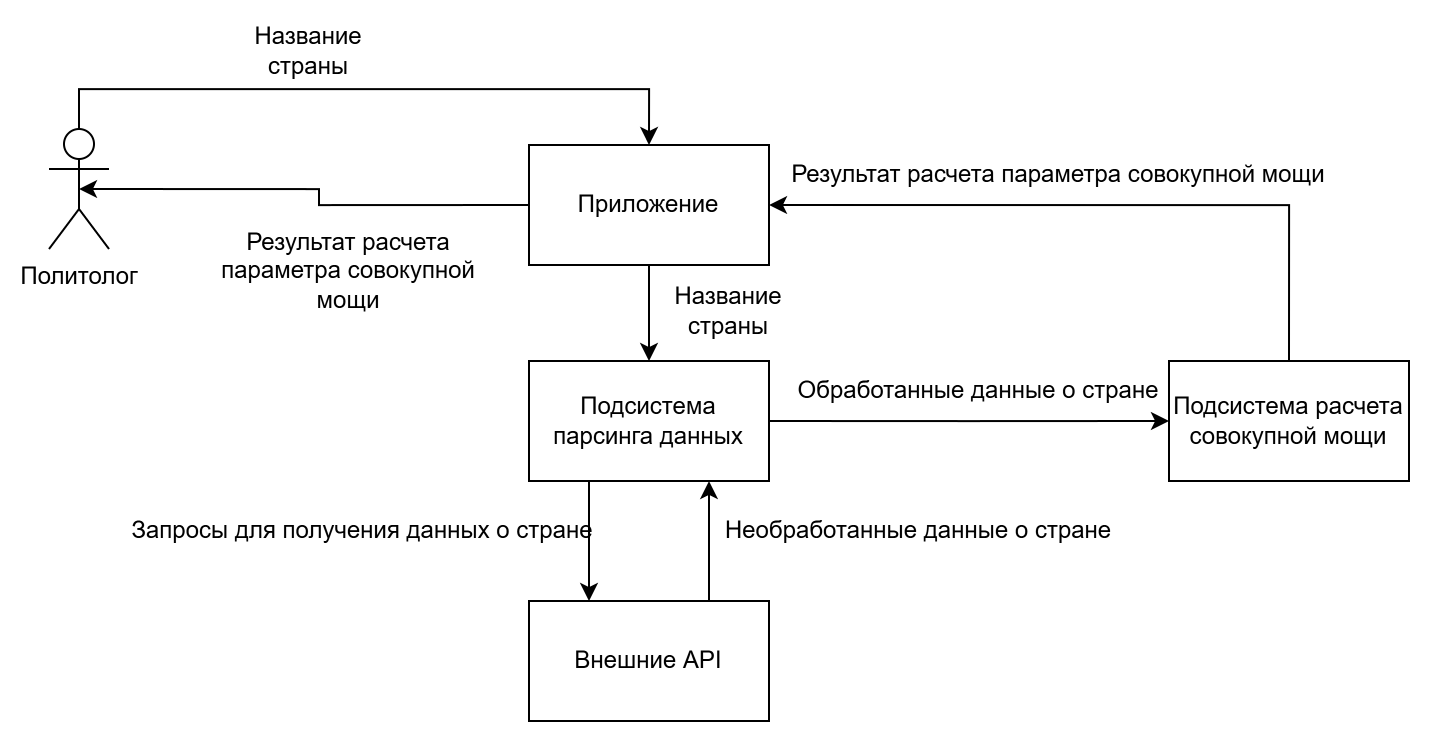 Название
страны
Политолог
Приложение
Результат расчета параметра совокупной мощи
Результат расчета
параметра совокупной
мощи
Название
страны
Подсистема
парсинга данных
Обработанные данные о стране
Подсистема расчета
совокупной мощи
Запросы для получения данных о стране
Необработанные данные о стране
Внешние API